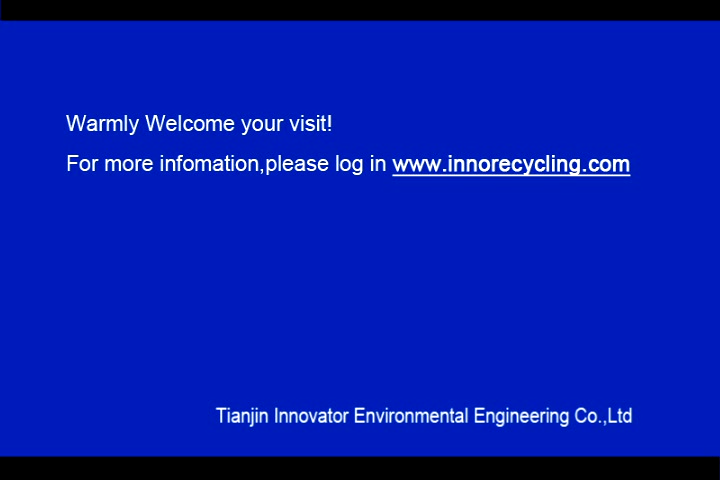 Warmly Welcome your visit!
For more infomation,please log in www.innorecycling.com
Tianjin Innovator Environmental Engineering Co.,Ltd